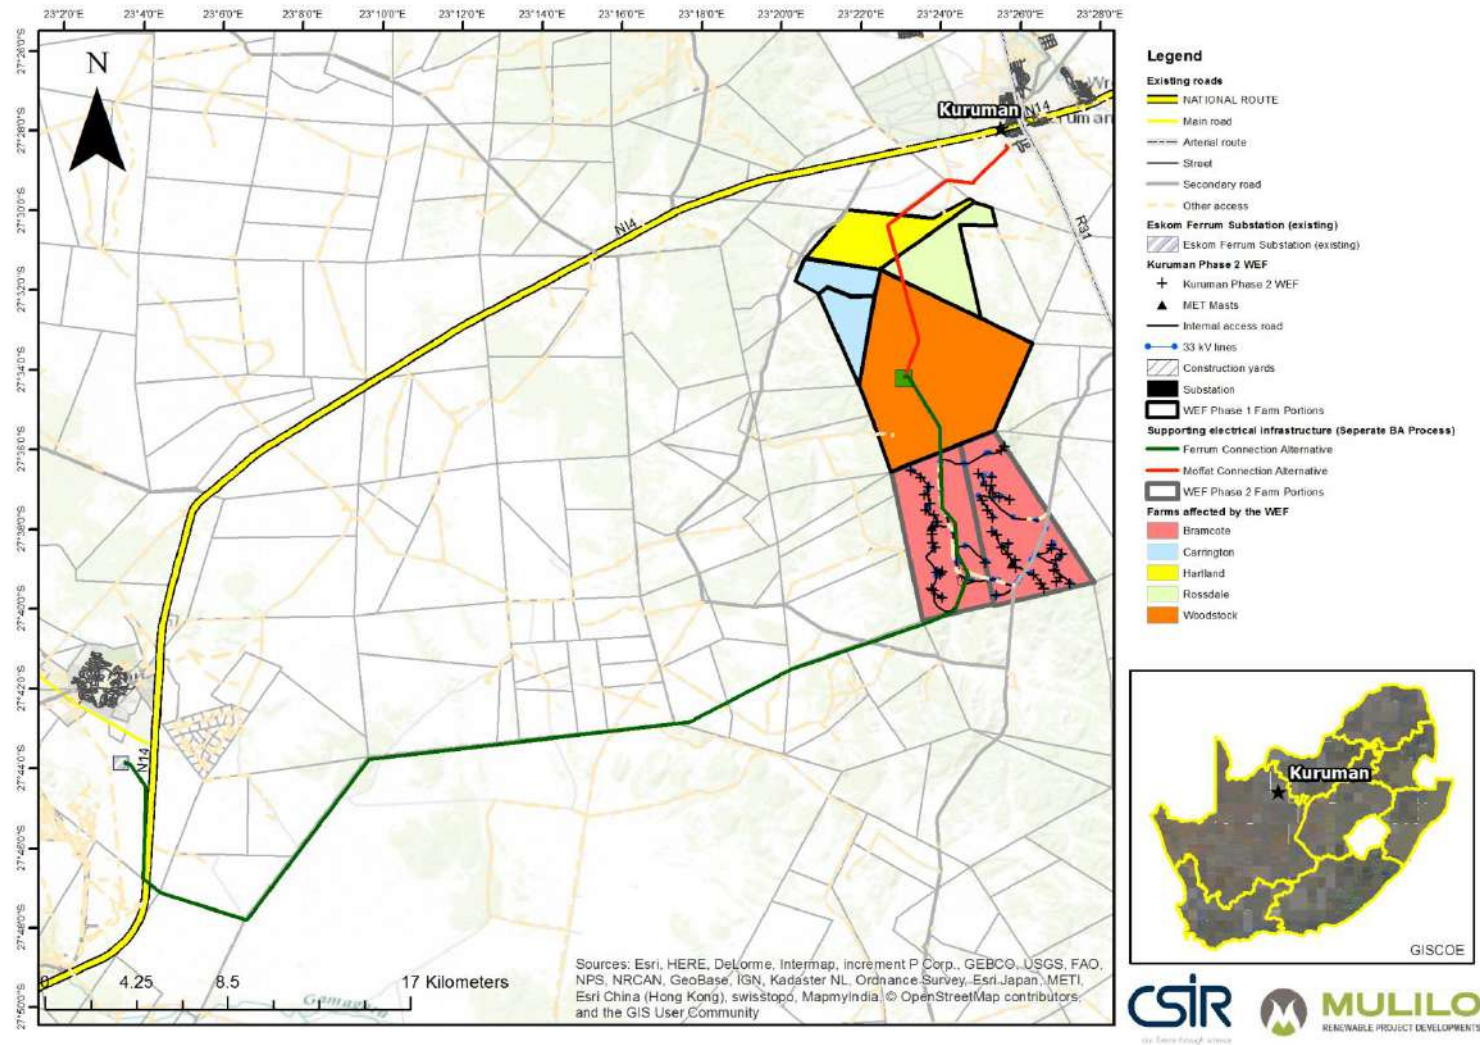 23°2'0"E 23°4'0"E 23°6'0"E 23°8'0"E 23°10'0"E 23°12'0"E 23°14'0"E 23°16'0"E 23°18'0"E 23°20'0"E 23°22'0"E 23°24'0"E 23°26'0"E 23°28'0"E
27°26'0"S
27°28'0"S
27°30'0"S
27°32'0"S
27°34'0"S
27°36'0"S
27°38'0"S
27°40'0"S
27°42'0"S
27°44'0"S
27°46'0"S
27°48'0"S
27°50'0"S
N
Kuruman
N14
R31
N14
N14
0 4.25 8.5 17 Kilometers
Sources: Esri, HERE, DeLorme, Intermap, increment P Corp., GEBCO, USGS, FAO,
NPS, NRCAN, GeoBase, IGN, Kadaster NL, Ordnance Survey, Esri Japan, METI,
Esri China (Hong Kong), swisstopo, MapmyIndia, © OpenStreetMap contributors,
and the GIS User Community
Legend
Existing roads
NATIONAL ROUTE
Main road
Arterial route
Street
Secondary road
Other access
Eskom Ferrum Substation (existing)
Eskom Ferrum Substation (existing)
Kuruman Phase 2 WEF
Kuruman Phase 2 WEF
MET Masts
Internal access road
33 kV lines
Construction yards
Substation
WEF Phase 1 Farm Portions
Supporting electrical infrastructure (Seperate BA Process)
Ferrum Connection Alternative
Moffat Connection Alternative
WEF Phase 2 Farm Portions
Farms affected by the WEF
Bramcote
Carrington
Hartland
Rossdale
Woodstock
Kuruman
GISCOE
CSIR
MULILO
RENEWABLE PROJECT DEVELOPMENTS